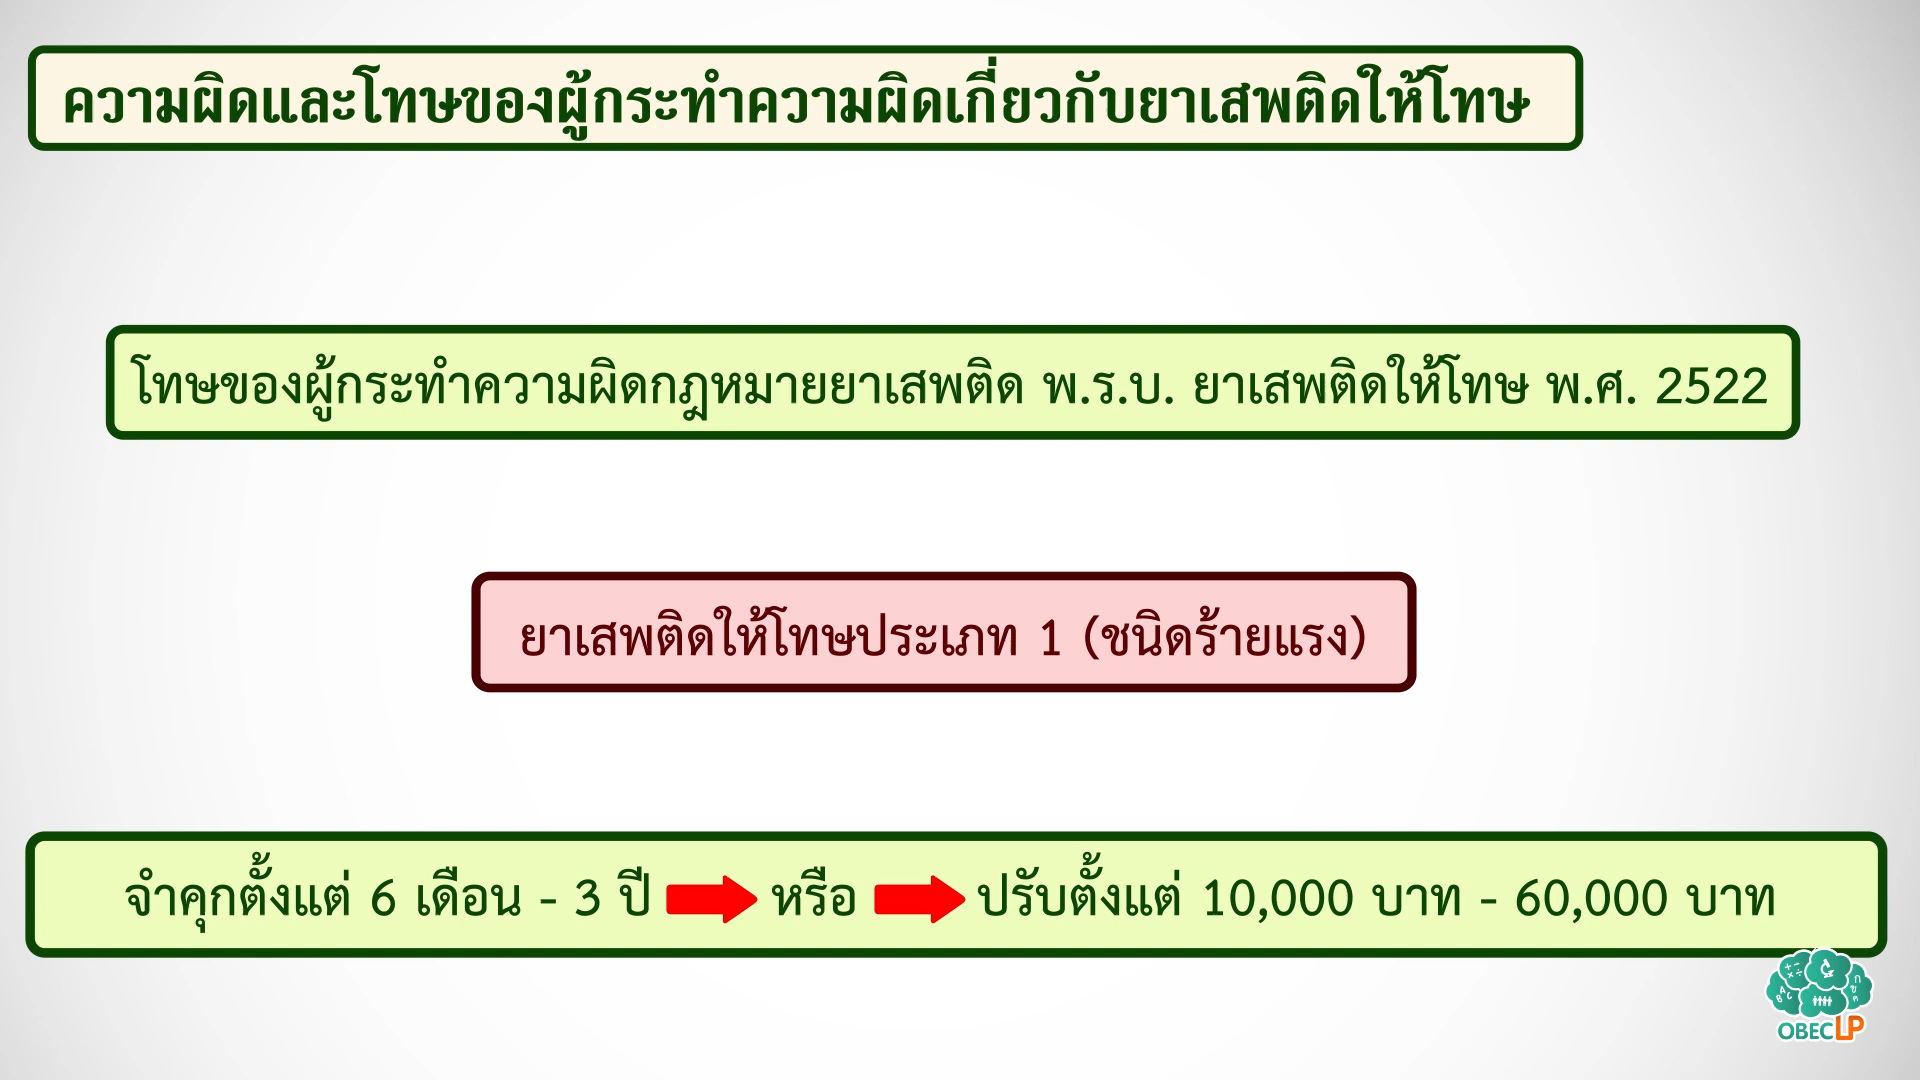 ความผิดและโทษของผู้กระทำความผิดเกี่ยวกับยาเสพติดให้โทษ
โทษของผู้กระทำความผิดกฎหมายยาเสพติด พ.ร.บ. ยาเสพติดให้โทษ พ.ศ. 2522
ยาเสพติดให้โทษประเภท 1 (ชนิดร้ายแรง)
จำคุกตั้งแต่ 6 เดือน - 3 ปี หรือ ปรับตั้งแต่ 10,000 บาท - 60,000 บาท
OBECLP